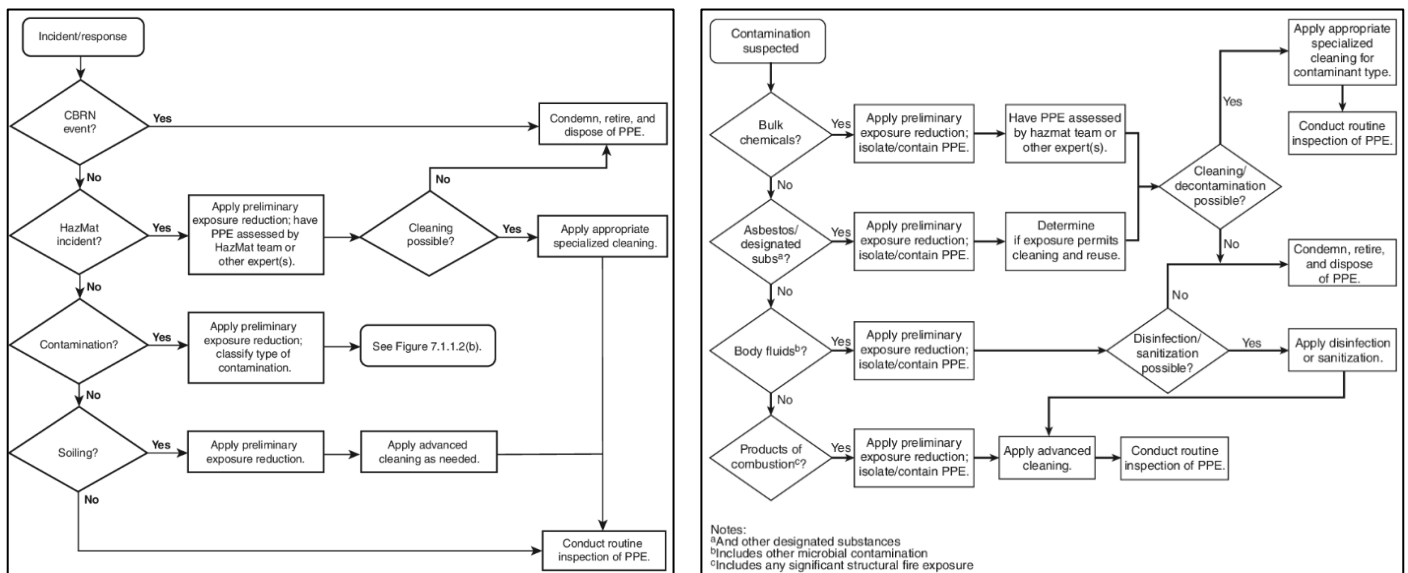 Incident/response
CBRN
event?
Yes
Condemn, retire, and
dispose of PPE.
No
No
HazMat
incident?
Yes
Apply preliminary
exposure reduction; have
PPE assessed by
HazMat team or
other expert(s).
Cleaning
possible?
Yes
Apply appropriate
specialized cleaning.
No
Contamination?
Yes
Apply preliminary
exposure reduction;
classify type of
contamination.
See Figure 7.1.1.2(b).
No
Soiling?
Yes
Apply preliminary
exposure reduction.
Apply advanced
cleaning as needed.
No
Conduct routine
inspection of PPE.
Contamination
suspected
Apply appropriate
specialized
cleaning for
contaminant type.
Yes
Bulk
chemicals?
Yes
Apply preliminary
exposure reduction;
isolate/contain PPE.
Have PPE assessed
by hazmat team or
other expert(s).
Conduct routine
inspection of PPE.
Cleaning/
decontamination
possible?
No
Asbestos/
designated
subsᵃ?
Yes
Apply preliminary
exposure reduction;
isolate/contain PPE.
Determine
if exposure permits
cleaning and reuse.
No
Condemn, retire,
and dispose
of PPE.
No
No
Body fluidsᵇ?
Yes
Apply preliminary
exposure reduction;
isolate/contain PPE.
Disinfection/
sanitization
possible?
Yes
Apply disinfection
or sanitization.
No
Products of
combustionᶜ?
Yes
Apply preliminary
exposure reduction;
isolate/contain PPE.
Apply advanced
cleaning.
Conduct routine
inspection of PPE.
Notes:
ᵃAnd other designated substances
ᵇIncludes other microbial contamination
ᶜIncludes any significant structural fire exposure